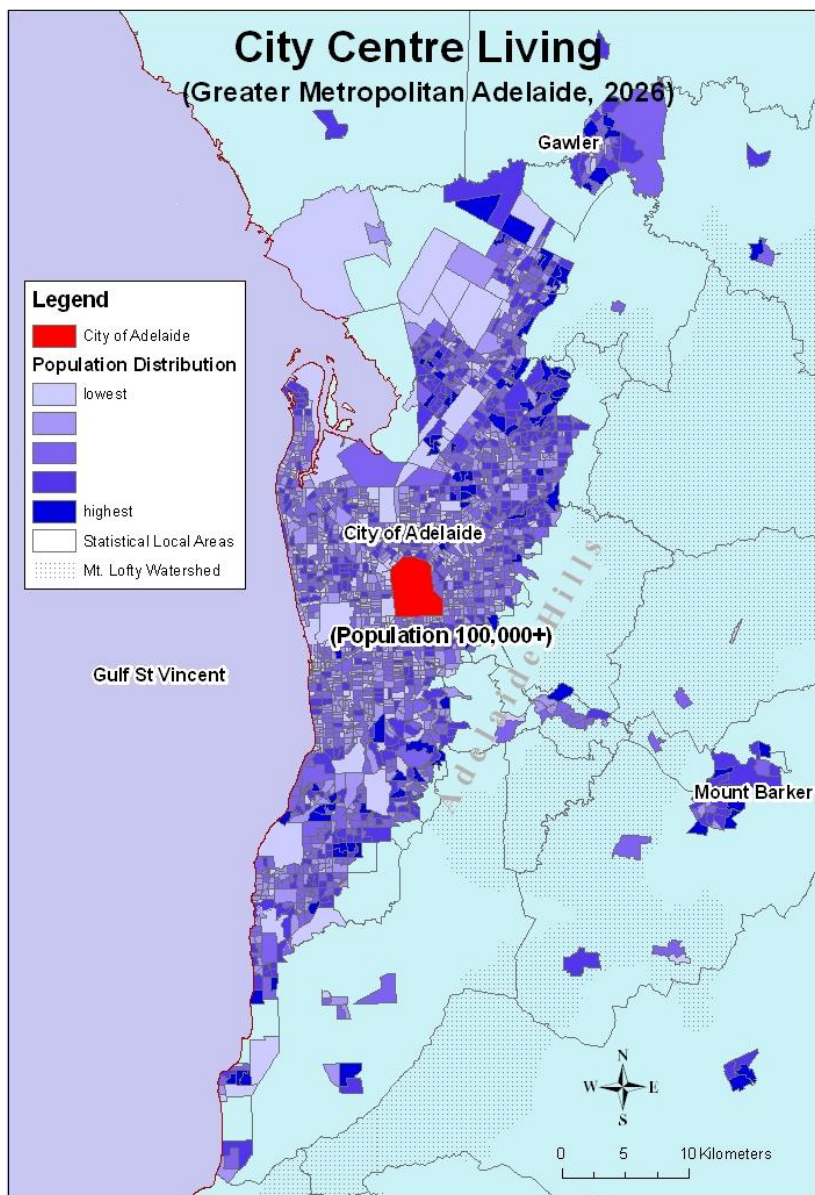 City Centre Living
(Greater Metropolitan Adelaide, 2026)
Gawler
Legend
City of Adelaide
Population Distribution
lowest
highest
Statistical Local Areas
Mt. Lofty Watershed
City of Adelaide
(Population 100,000+)
Adelaide Hills
Gulf St Vincent
Mount Barker
N
W E
S
0 5 10 Kilometers